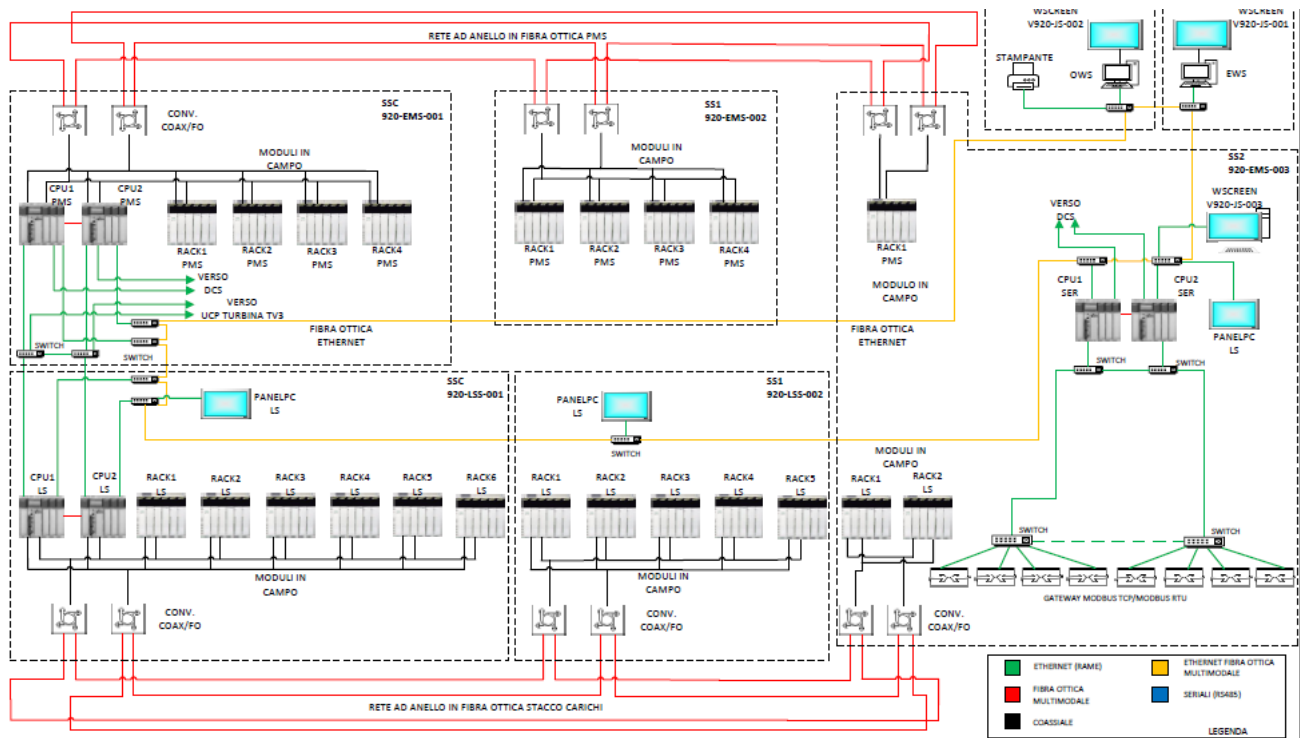 RETE AD ANELLO IN FIBRA OTTICA PMS
WSCREEN
V920-JS-002
WSCREEN
V920-JS-001
STAMPANTE
OWS
EWS
CONV.
COAX/FO
SSC
920-EMS-001
MODULI IN
CAMPO
CPU1
PMS
CPU2
PMS
RACK1
PMS
RACK2
PMS
RACK3
PMS
RACK4
PMS
VERSO
DCS
VERSO
UCP TURBINA TV3
SWITCH
SWITCH
FIBRA OTTICA
ETHERNET
SS1
920-EMS-002
MODULI IN
CAMPO
RACK1
PMS
RACK2
PMS
RACK3
PMS
RACK4
PMS
RACK1
PMS
MODULO IN
CAMPO
FIBRA OTTICA
ETHERNET
SS2
920-EMS-003
WSCREEN
V920-JS-003
VERSO
DCS
CPU1
SER
CPU2
SER
PANELPC
LS
SWITCH
SWITCH
SSC
920-LSS-001
PANELPC
LS
CPU1
LS
CPU2
LS
RACK1
LS
RACK2
LS
RACK3
LS
RACK4
LS
RACK5
LS
RACK6
LS
MODULI IN
CAMPO
CONV.
COAX/FO
SS1
920-LSS-002
PANELPC
LS
SWITCH
RACK1
LS
RACK2
LS
RACK3
LS
RACK4
LS
RACK5
LS
MODULI IN
CAMPO
CONV.
COAX/FO
MODULI IN
CAMPO
RACK1
LS
RACK2
LS
CONV.
COAX/FO
SWITCH
SWITCH
GATEWAY MODBUS TCP/MODBUS RTU
RETE AD ANELLO IN FIBRA OTTICA STACCO CARICHI
ETHERNET (RAME)
ETHERNET FIBRA OTTICA
MULTIMODALE
FIBRA OTTICA
MULTIMODALE
SERIALI (RS485)
COASSIALE
LEGENDA